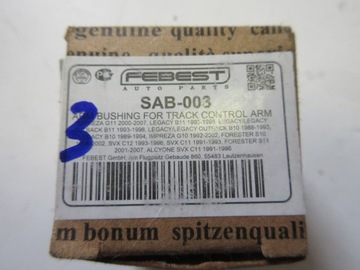 genuine quality
FEBEST
AUTO PARTS
SAB-003
ARM BUSHING FOR TRACK CONTROL ARM
IMPREZA G11 2000-2007, LEGACY B11 1993-1998, LEGACY/LEGACY
OUTBACK B11 1993-1998, LEGACY/LEGACY OUTBACK B10 1988-1993,
LEGACY B10 1989-1994, IMPREZA G10 1992-2002, FORESTER S10
2002, SVX C12 1993-1996, SVX C11 1991-1993, FORESTER S11
2001-2007, ALCYONE SVX C11 1991-1996
FEBEST GmbH, Flugplatz Gebaude 860, 55483 Lautzenhausen
3
m bonum spitzenquali